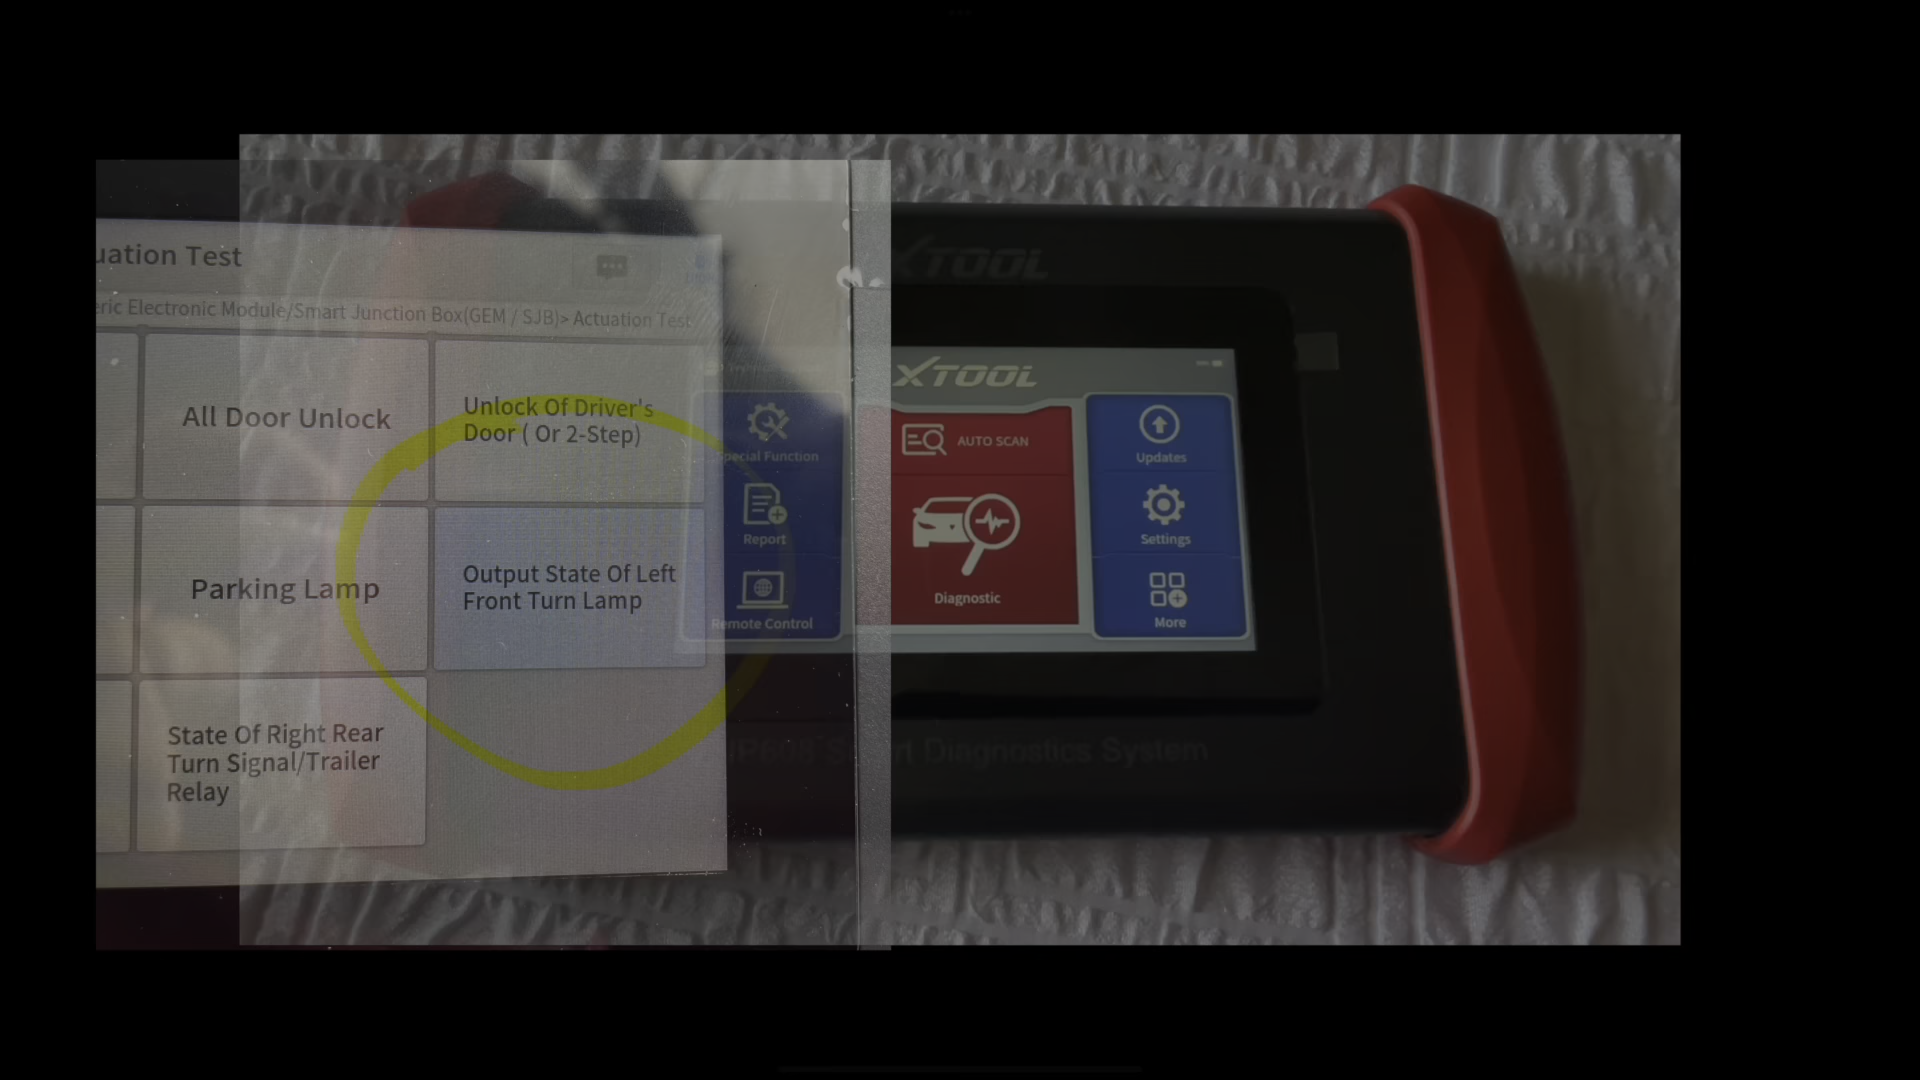 uation Test
eric Electronic Module/Smart Junction Box(GEM / SJB)> Actuation Test
All Door Unlock
Unlock Of Driver's
Door ( Or 2-Step)
Parking Lamp
Output State Of Left
Front Turn Lamp
State Of Right Rear
Turn Signal/Trailer
Relay
XTOOL
XTOOL
Special Function
Report
Remote Control
AUTO SCAN
Diagnostic
Updates
Settings
More
Diagnostics System